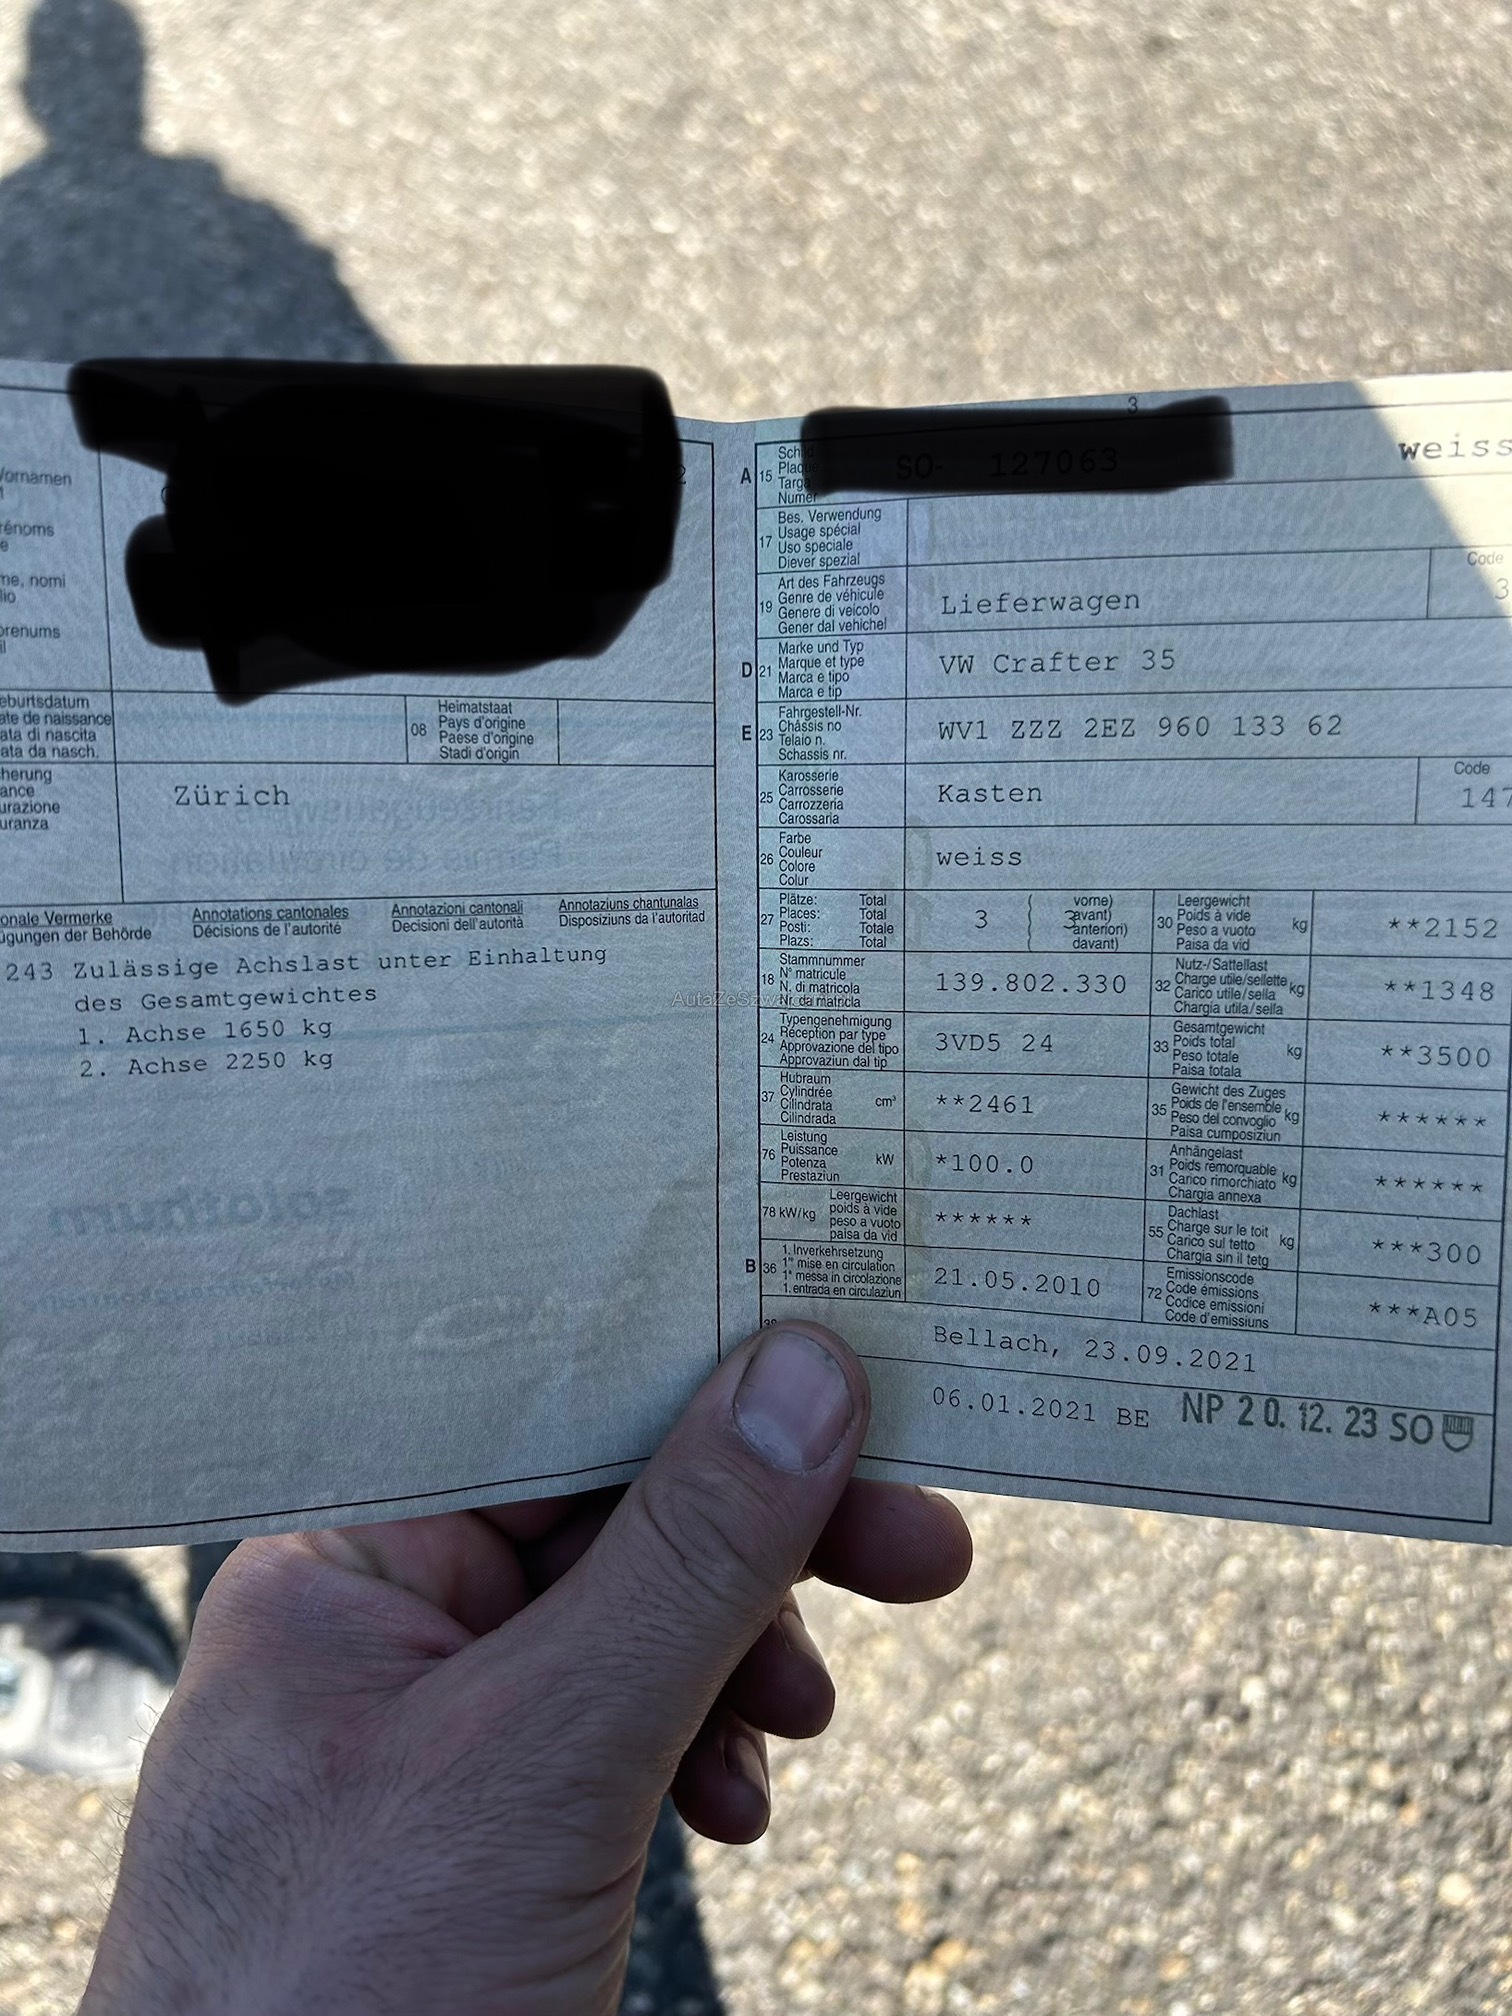 3
Vornamen
rénoms
me, nomi
lio
renums
eburtsdatum
ate de naissance
ata di nascita
ata da nasch.
08 Heimatstaat
Pays d'origine
Paese d'origine
Stadi d'origin
herung
ance
urazione
uranza
Zürich
onale Vermerke
ügungen der Behörde
Annotations cantonales
Décisions de l'autorité
Annotazioni cantonali
Decisioni dell'autorità
Annotaziuns chantunalas
Disposiziuns da l'autoritad
243 Zulässige Achslast unter Einhaltung
des Gesamtgewichtes
1. Achse 1650 kg
2. Achse 2250 kg
A 15
Targa
Numer
weiss
17 Bes. Verwendung
Usage spécial
Uso speciale
Diever spezial
Code
19 Art des Fahrzeugs
Genre de véhicule
Genere di veicolo
Gener dal vehichel
Lieferwagen
3
D 21 Marke und Typ
Marque et type
Marca e tipo
Marca e tip
VW Crafter 35
E 23 Fahrgestell-Nr.
Châssis no
Telaio n.
Schassis nr.
WV1 ZZZ 2EZ 960 133 62
25 Karosserie
Carrosserie
Carrozzeria
Carossaria
Kasten
Code
147
26 Farbe
Couleur
Colore
Colur
weiss
27 Plätze: Total
Places: Total
Posti: Totale
Plazs: Total
3
( vorne)
3 avant)
anteriori)
( davant)
30 Leergewicht
Poids à vide kg
Peso a vuoto
Paisa da vid
**2152
18 Stammnummer
N° matricule
N. di matricola
Nr. da matricla
139.802.330
32 Nutz-/Sattellast
Charge utile/sellette kg
Carico utile/sella
Chargia utila/sella
**1348
AutaZeSzwa
24 Typengenehmigung
Réception par type
Approvazione del tipo
Approvaziun dal tip
3VD5 24
33 Gesamtgewicht
Poids total kg
Peso totale
Paisa totala
**3500
37 Hubraum
Cylindrée
Cilindrata cm³
Cilindrada
**2461
35 Gewicht des Zuges
Poids de l'ensemble kg
Peso del convoglio
Paisa cumposiziun
******
76 Leistung
Puissance
Potenza kW
Prestaziun
*100.0
31 Anhängelast
Poids remorquable kg
Carico rimorchiato
Chargia annexa
******
78 kW/kg Leergewicht
poids à vide
peso a vuoto
paisa da vid
******
55 Dachlast
Charge sur le toit kg
Carico sul tetto
Chargia sin il tetg
***300
B 36 1. Inverkehrsetzung
1re mise en circulation
1a messa in circolazione
1. entrada en circulaziun
21.05.2010
72 Emissionscode
Code émissions
Codice emissioni
Code d'emissiuns
***A05
38
Bellach, 23.09.2021
06.01.2021 BE
NP 20.12.23 SO